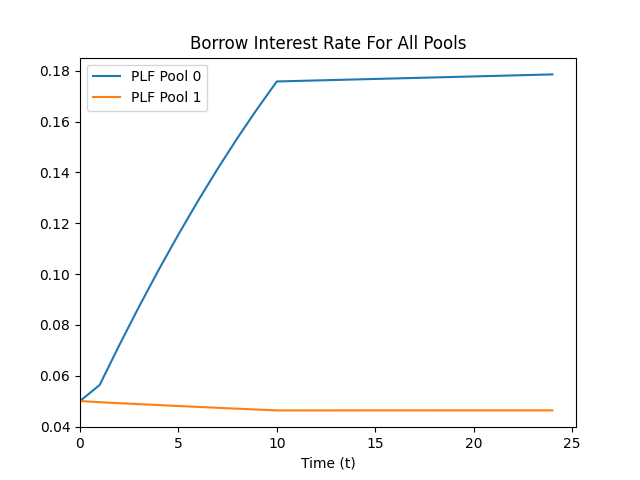 Borrow Interest Rate For All Pools
PLF Pool 0
PLF Pool 1
0.18
0.16
0.14
0.12
0.10
0.08
0.06
0.04
0 5 10 15 20 25
Time (t)